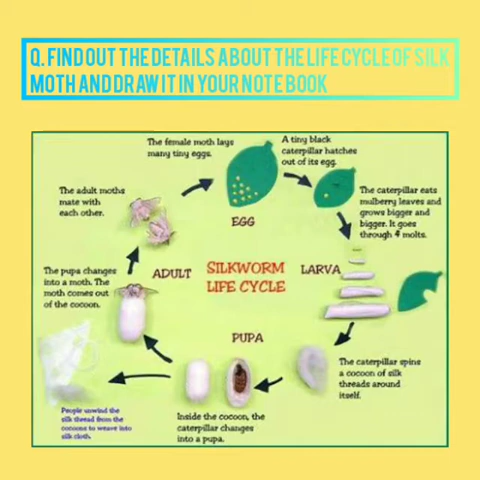 Q. FIND OUT THE DETAILS ABOUT THE LIFE CYCLE OF SILK
MOTH AND DRAW IT IN YOUR NOTE BOOK
The female moth lays
many tiny eggs.
A tiny black
caterpillar hatches
out of its egg.
The adult moths
mate with
each other.
The caterpillar eats
mulberry leaves and
grows bigger and
bigger. It goes
through 4 molts.
EGG
The pupa changes
into a moth. The
moth comes out
of the cocoon.
ADULT
SILKWORM
LIFE CYCLE
LARVA
PUPA
The caterpillar spins
a cocoon of silk
threads around
itself.
People unwind the
silk thread from the
cocoons to weave into
silk cloth.
Inside the cocoon, the
caterpillar changes
into a pupa.